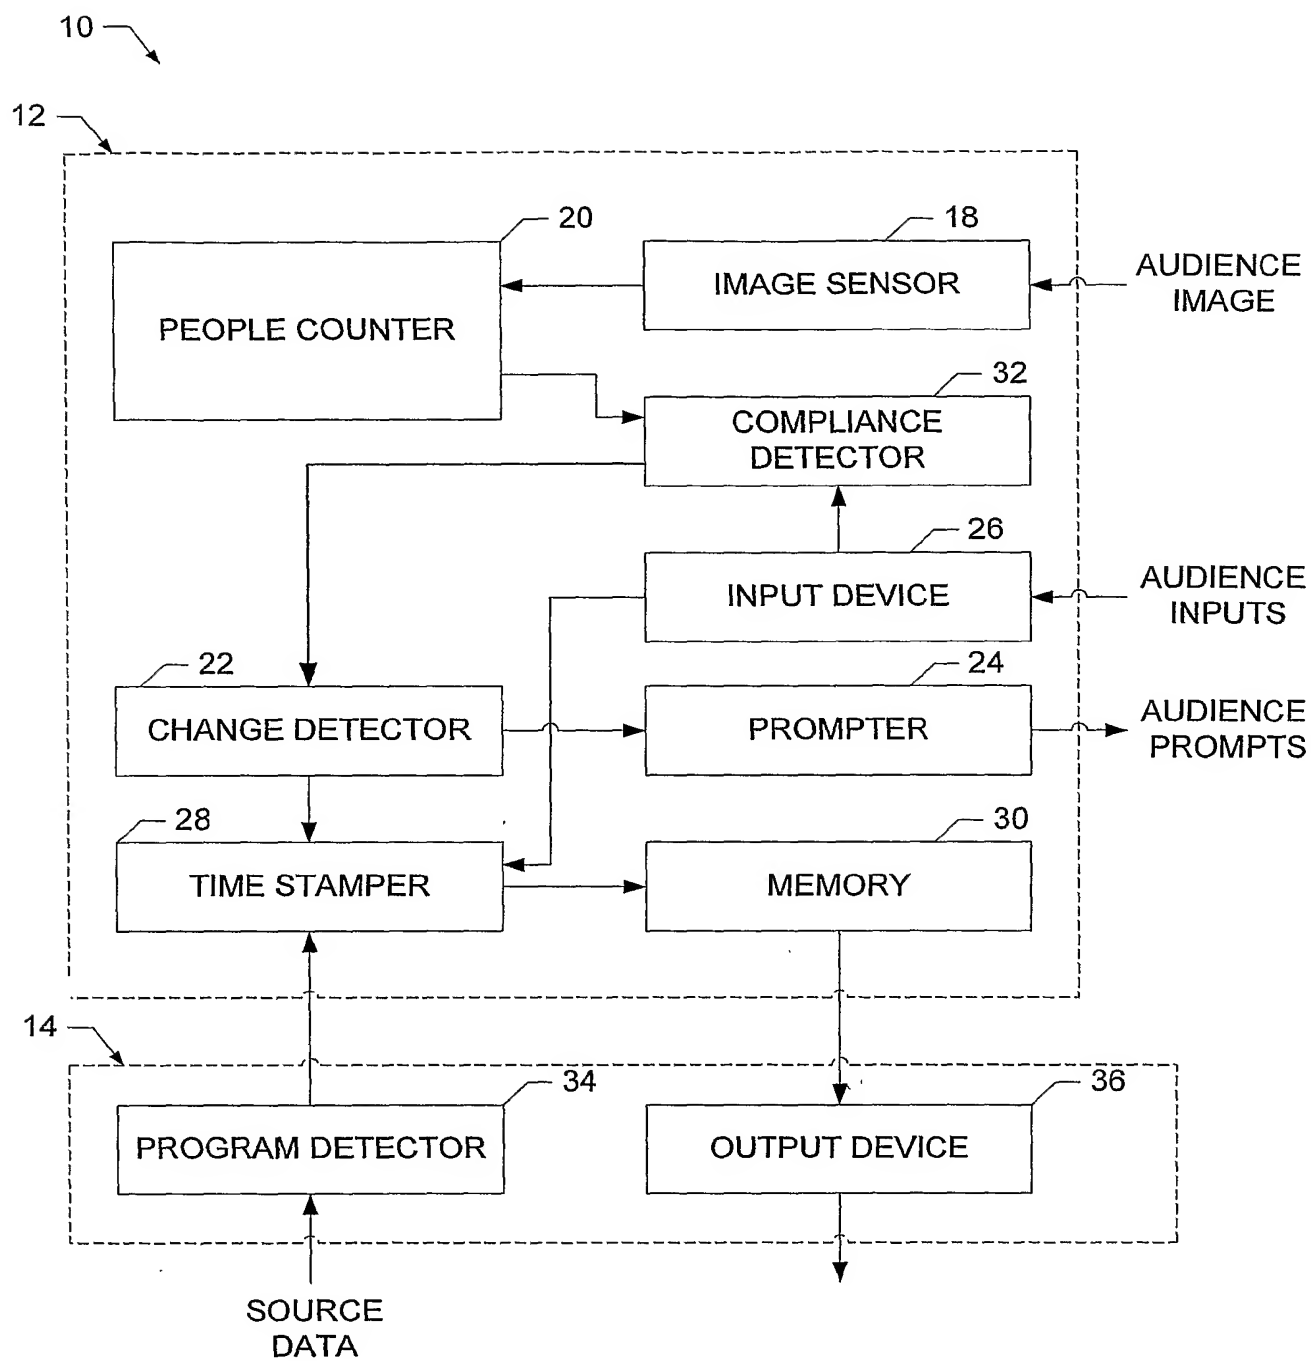 10
12
20
18
IMAGE SENSOR
AUDIENCE
IMAGE
PEOPLE COUNTER
32
COMPLIANCE
DETECTOR
26
INPUT DEVICE
AUDIENCE
INPUTS
22
24
CHANGE DETECTOR
PROMPTER
AUDIENCE
PROMPTS
28
30
TIME STAMPER
MEMORY
14
34
36
PROGRAM DETECTOR
OUTPUT DEVICE
SOURCE
DATA